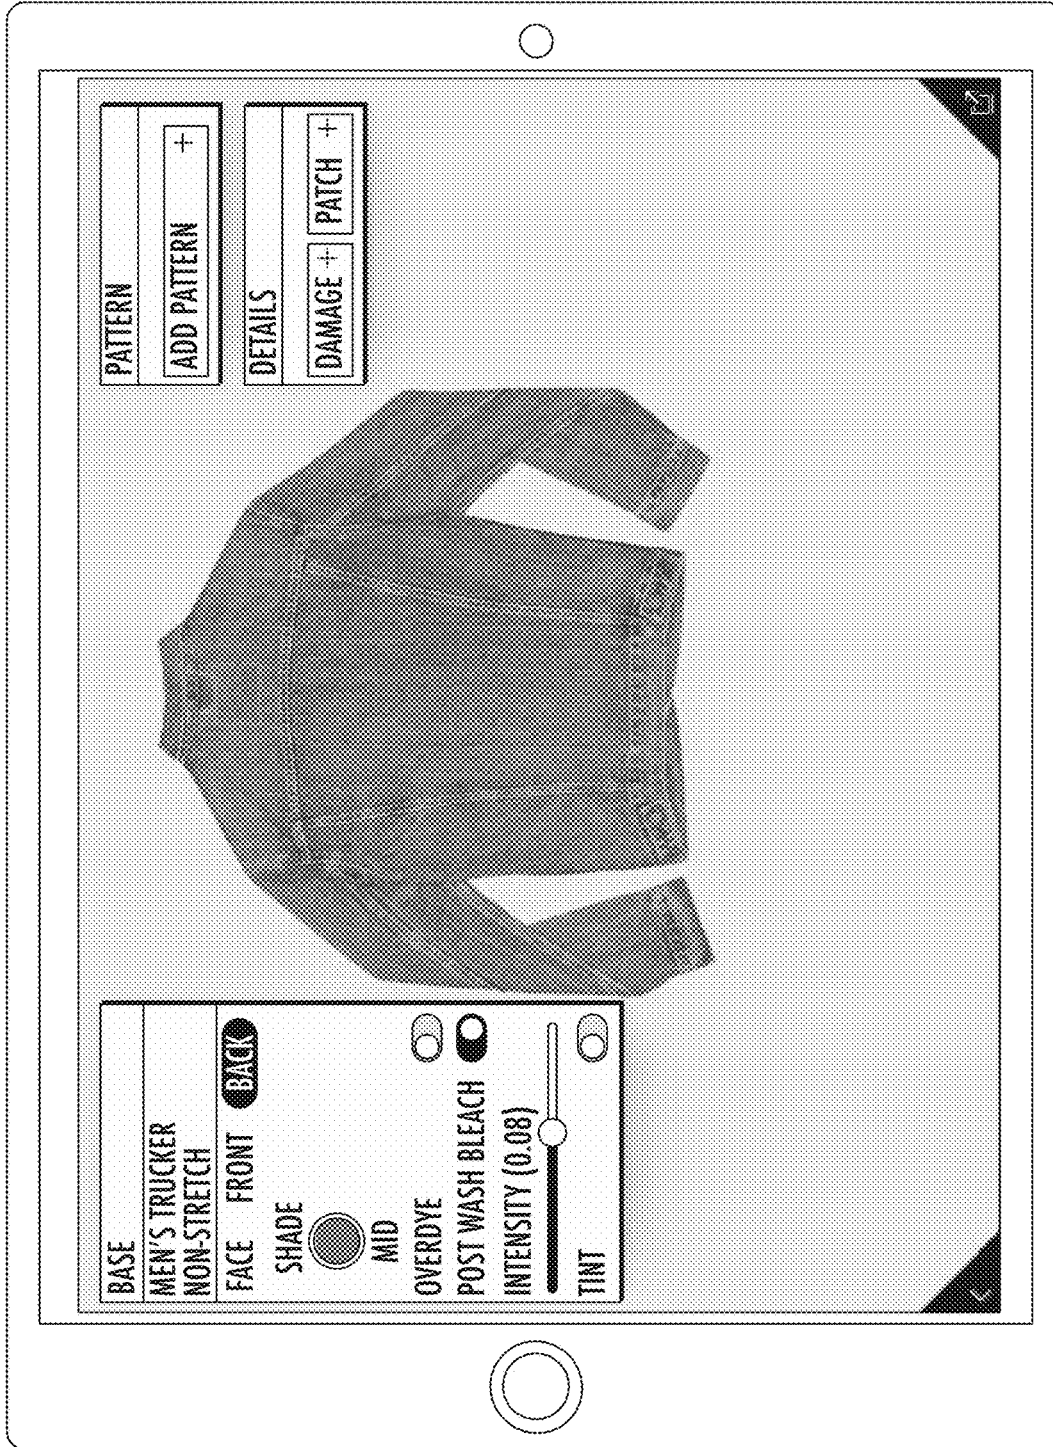 BASE
MEN'S TRUCKER
NON-STRETCH
FACE FRONT BACK
SHADE
MID
OVERDYE
POST WASH BLEACH
INTENSITY (0.08)
TINT
PATTERN
ADD PATTERN +
DETAILS
DAMAGE + PATCH +